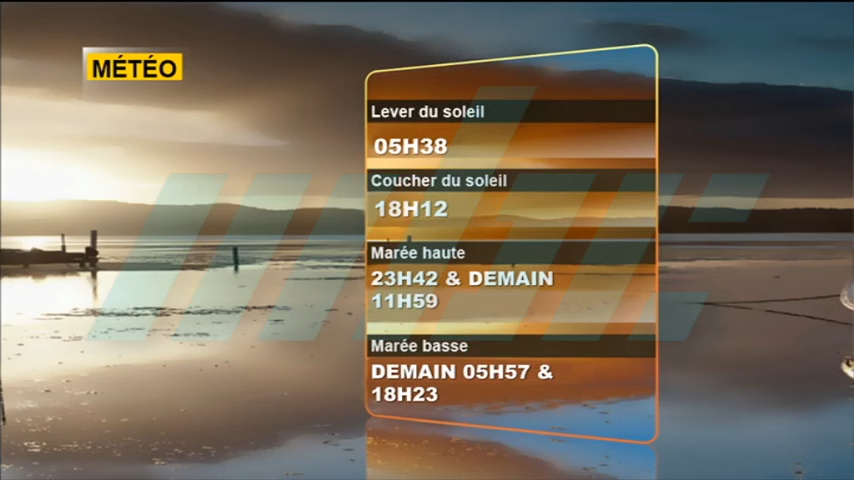 MÉTÉO
Lever du soleil
05H38
Coucher du soleil
18H12
Marée haute
23H42 & DEMAIN
11H59
Marée basse
DEMAIN 05H57 &
18H23